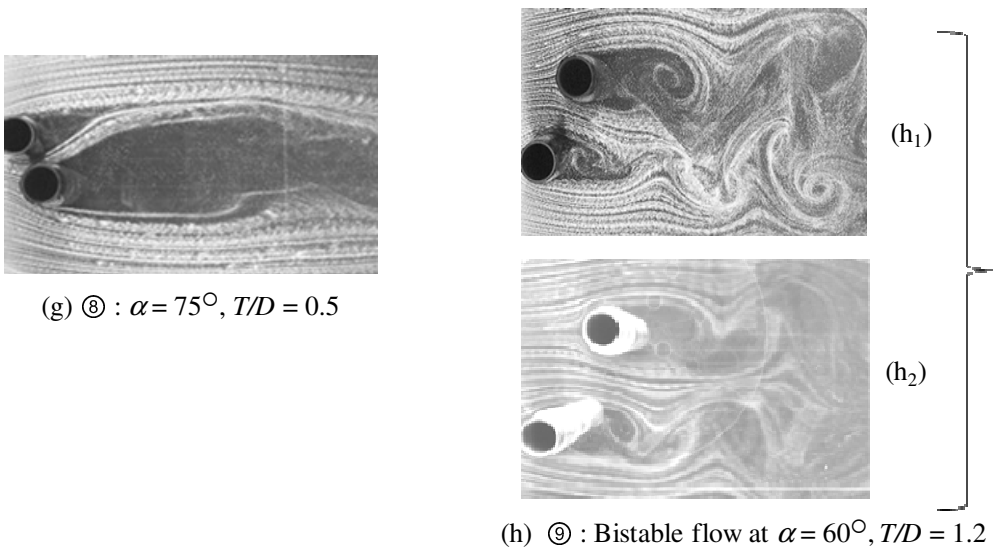 (h₁)
(g) ⑧ : α = 75°, T/D = 0.5
(h₂)
(h) ⑨ : Bistable flow at α = 60°, T/D = 1.2